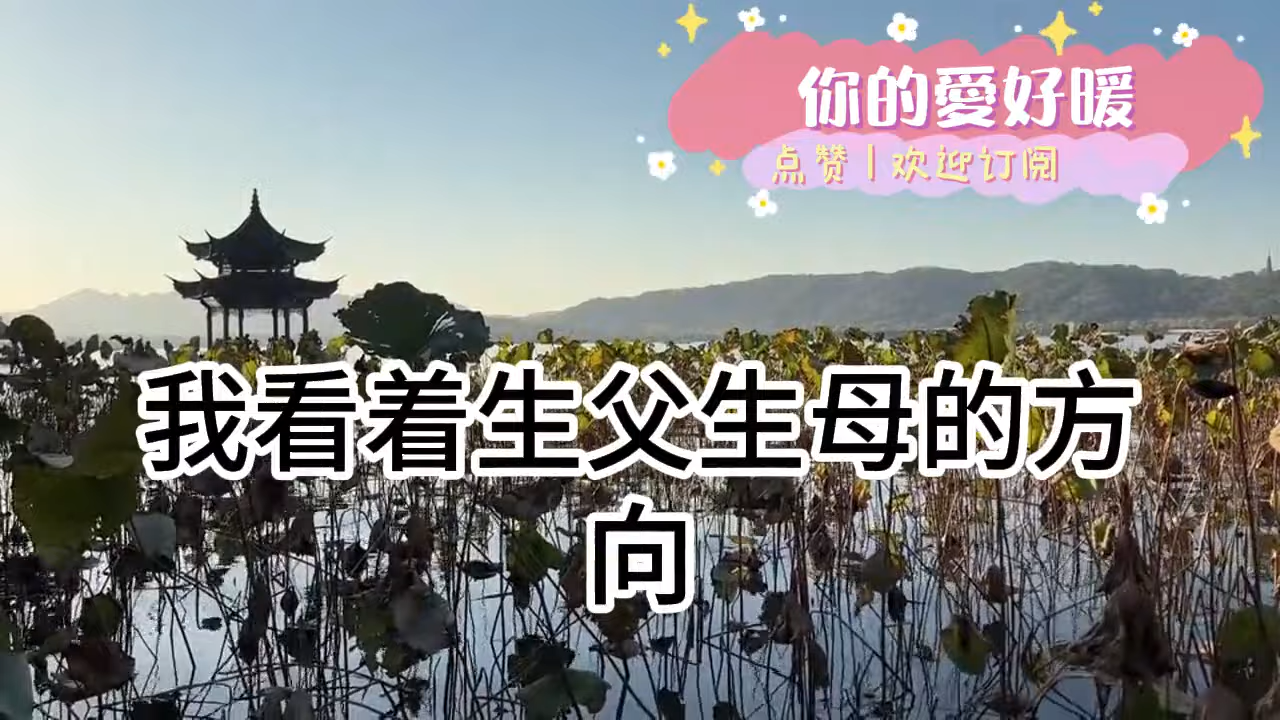 你的愛好暖
点赞丨欢迎订阅
我看着生父生母的方
向